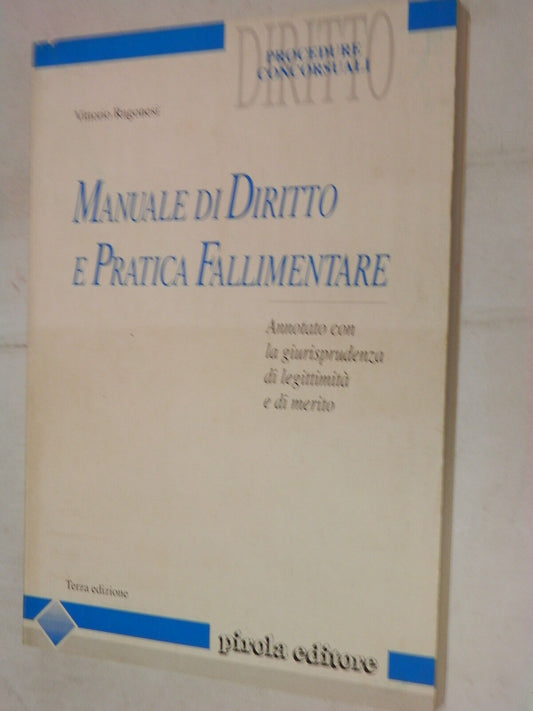 DIRITTO
PROCEDURE
CONCORSUALI
Vittorio Ragonesi
MANUALE DI DIRITTO
E PRATICA FALLIMENTARE
Annotato con
la giurisprudenza
di legittimità
e di merito
Terza edizione
pirola editore